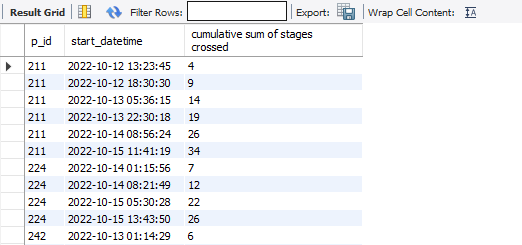 Result Grid Filter Rows: Export: Wrap Cell Content:
p_id start_datetime cumulative sum of stages
crossed
211 2022-10-12 13:23:45 4
211 2022-10-12 18:30:30 9
211 2022-10-13 05:36:15 14
211 2022-10-13 22:30:18 19
211 2022-10-14 08:56:24 26
211 2022-10-15 11:41:19 34
224 2022-10-14 01:15:56 7
224 2022-10-14 08:21:49 12
224 2022-10-15 05:30:28 22
224 2022-10-15 13:43:50 26
242 2022-10-13 01:14:29 6